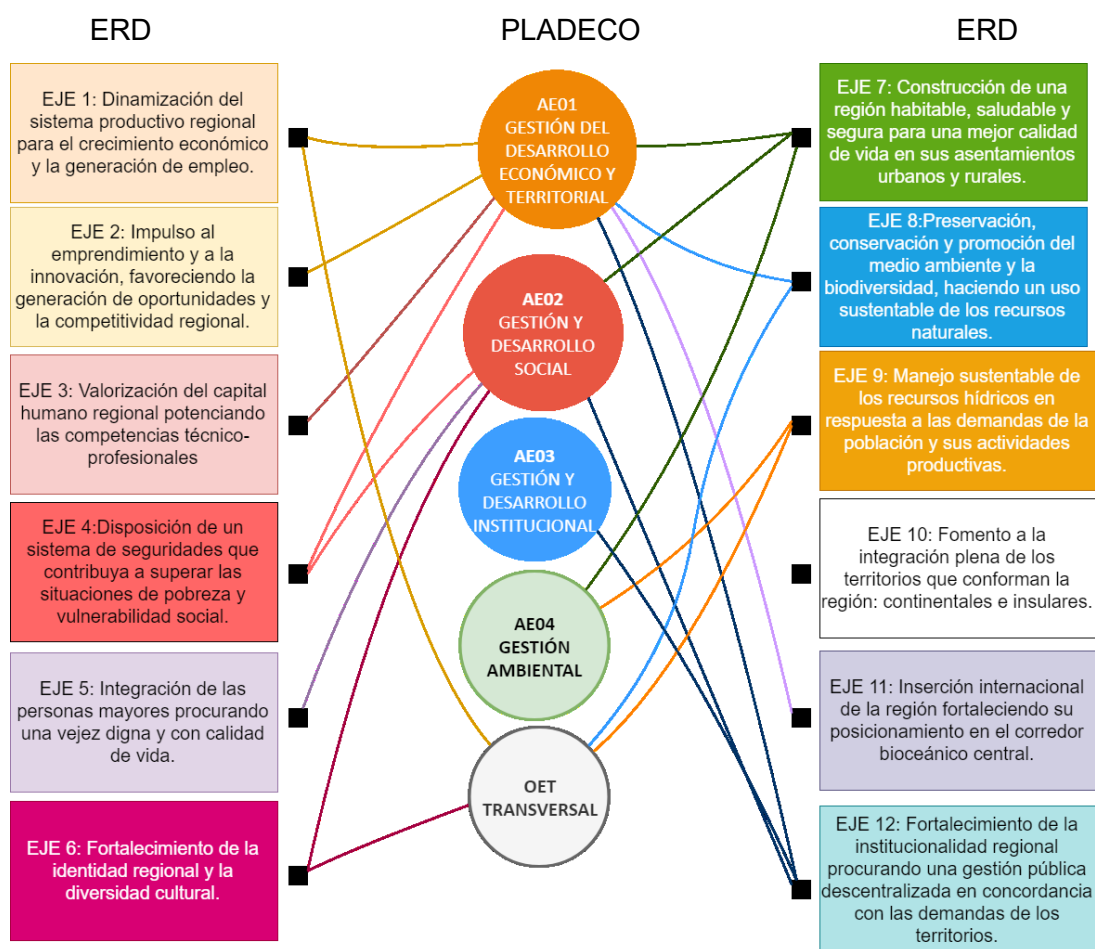 ERD
PLADECO
ERD
EJE 1: Dinamización del
sistema productivo regional
para el crecimiento económico
y la generación de empleo.
EJE 2: Impulso al
emprendimiento y a la
innovación, favoreciendo la
generación de oportunidades y
la competitividad regional.
EJE 3: Valorización del capital
humano regional potenciando
las competencias técnico-
profesionales
EJE 4:Disposición de un
sistema de seguridades que
contribuya a superar las
situaciones de pobreza y
vulnerabilidad social.
EJE 5: Integración de las
personas mayores procurando
una vejez digna y con calidad
de vida.
EJE 6: Fortalecimiento de la
identidad regional y la
diversidad cultural.
AE01
GESTIÓN DEL
DESARROLLO
ECONÓMICO Y
TERRITORIAL
AE02
GESTIÓN Y
DESARROLLO
SOCIAL
AE03
GESTIÓN Y
DESARROLLO
INSTITUCIONAL
AE04
GESTIÓN
AMBIENTAL
OET
TRANSVERSAL
EJE 7: Construcción de una
región habitable, saludable y
segura para una mejor calidad
de vida en sus asentamientos
urbanos y rurales.
EJE 8:Preservación,
conservación y promoción del
medio ambiente y la
biodiversidad, haciendo un uso
sustentable de los recursos
naturales.
EJE 9: Manejo sustentable de
los recursos hídricos en
respuesta a las demandas de la
población y sus actividades
productivas.
EJE 10: Fomento a la
integración plena de los
territorios que conforman la
región: continentales e insulares.
EJE 11: Inserción internacional
de la región fortaleciendo su
posicionamiento en el corredor
bioceánico central.
EJE 12: Fortalecimiento de la
institucionalidad regional
procurando una gestión pública
descentralizada en concordancia
con las demandas de los
territorios.